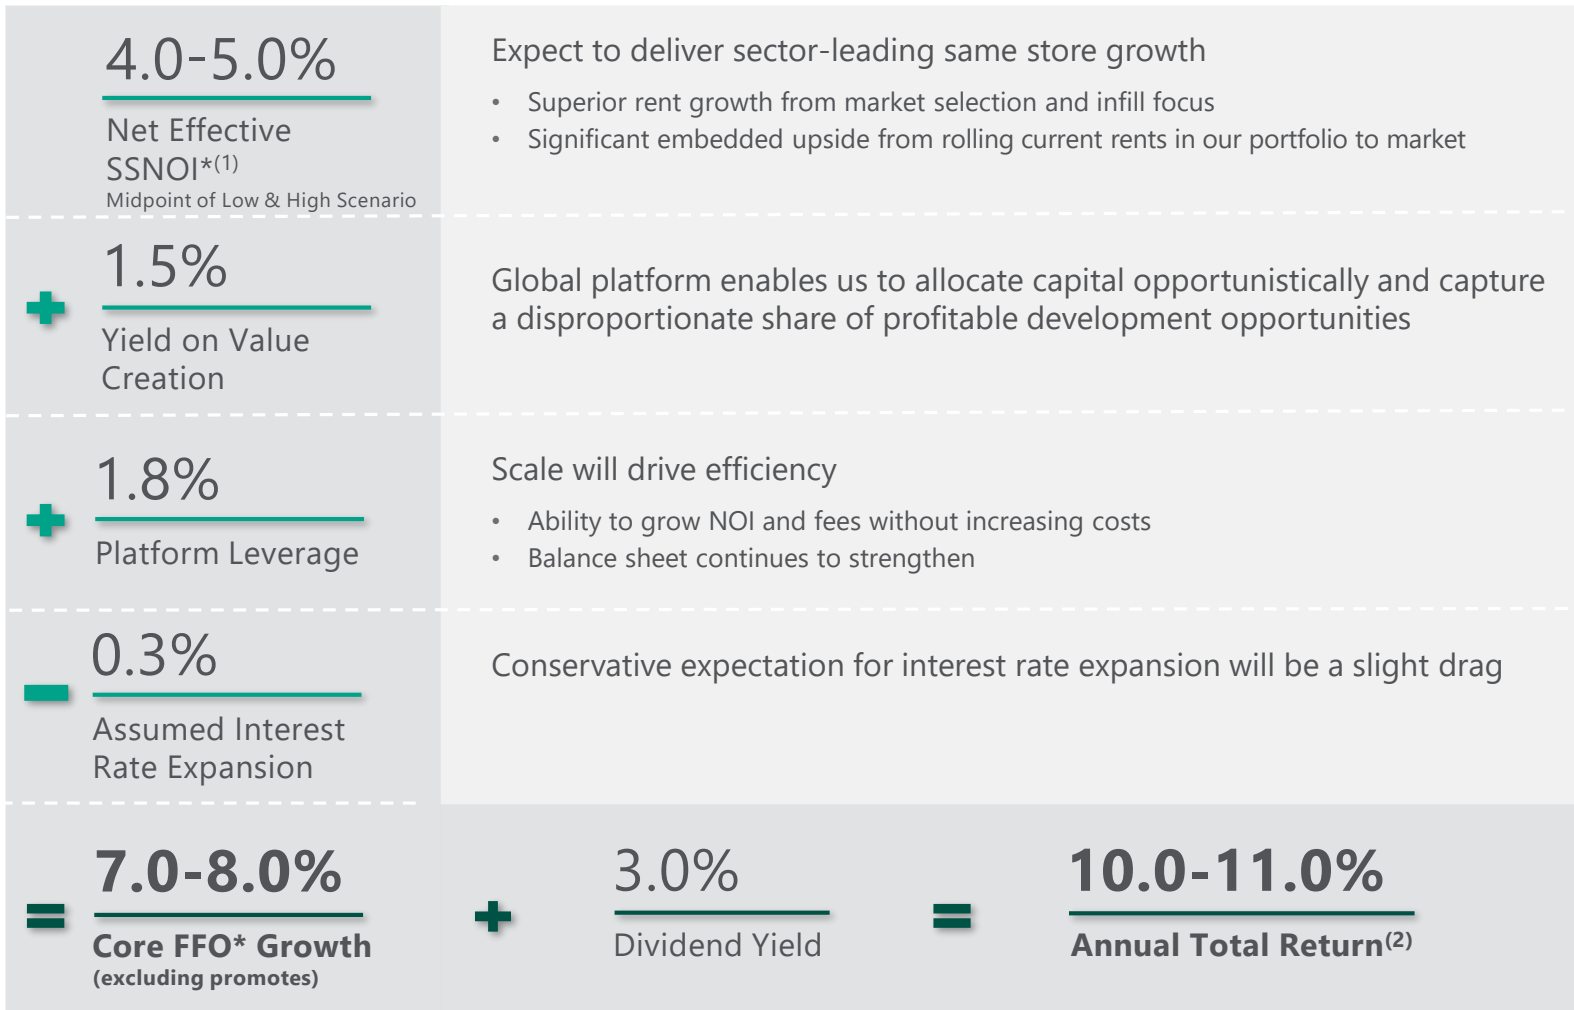 4.0-5.0%
Net Effective
SSNOI*(1)
Midpoint of Low & High Scenario
Expect to deliver sector-leading same store growth
• Superior rent growth from market selection and infill focus
• Significant embedded upside from rolling current rents in our portfolio to market
1.5%
Yield on Value
Creation
Global platform enables us to allocate capital opportunistically and capture
a disproportionate share of profitable development opportunities
1.8%
Platform Leverage
Scale will drive efficiency
• Ability to grow NOI and fees without increasing costs
• Balance sheet continues to strengthen
0.3%
Assumed Interest
Rate Expansion
Conservative expectation for interest rate expansion will be a slight drag
7.0-8.0%
Core FFO* Growth
(excluding promotes)
3.0%
Dividend Yield
10.0-11.0%
Annual Total Return(2)